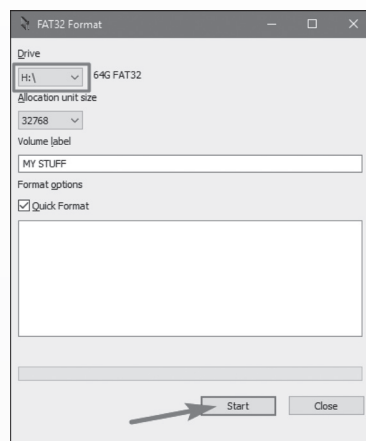 FAT32 Format
Drive
H:\ 64G FAT32
Allocation unit size
32768
Volume label
MY STUFF
Format options
Quick Format
Start Close